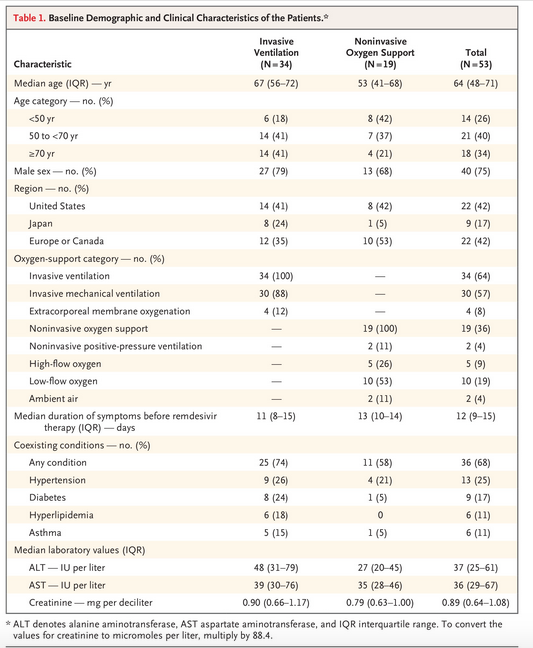 Table 1. Baseline Demographic and Clinical Characteristics of the Patients.*
Characteristic Invasive Ventilation (N=34) Noninvasive Oxygen Support (N=19) Total (N=53)
Median age (IQR) — yr 67 (56–72) 53 (41–68) 64 (48–71)
Age category — no. (%)
<50 yr 6 (18) 8 (42) 14 (26)
50 to <70 yr 14 (41) 7 (37) 21 (40)
≥70 yr 14 (41) 4 (21) 18 (34)
Male sex — no. (%) 27 (79) 13 (68) 40 (75)
Region — no. (%)
United States 14 (41) 8 (42) 22 (42)
Japan 8 (24) 1 (5) 9 (17)
Europe or Canada 12 (35) 10 (53) 22 (42)
Oxygen-support category — no. (%)
Invasive ventilation 34 (100) — 34 (64)
Invasive mechanical ventilation 30 (88) — 30 (57)
Extracorporeal membrane oxygenation 4 (12) — 4 (8)
Noninvasive oxygen support — 19 (100) 19 (36)
Noninvasive positive-pressure ventilation — 2 (11) 2 (4)
High-flow oxygen — 5 (26) 5 (9)
Low-flow oxygen — 10 (53) 10 (19)
Ambient air — 2 (11) 2 (4)
Median duration of symptoms before remdesivir 11 (8–15) 13 (10–14) 12 (9–15)
therapy (IQR) — days
Coexisting conditions — no. (%)
Any condition 25 (74) 11 (58) 36 (68)
Hypertension 9 (26) 4 (21) 13 (25)
Diabetes 8 (24) 1 (5) 9 (17)
Hyperlipidemia 6 (18) 0 6 (11)
Asthma 5 (15) 1 (5) 6 (11)
Median laboratory values (IQR)
ALT — IU per liter 48 (31–79) 27 (20–45) 37 (25–61)
AST — IU per liter 39 (30–76) 35 (28–46) 36 (29–67)
Creatinine — mg per deciliter 0.90 (0.66–1.17) 0.79 (0.63–1.00) 0.89 (0.64–1.08)
* ALT denotes alanine aminotransferase, AST aspartate aminotransferase, and IQR interquartile range. To convert the
values for creatinine to micromoles per liter, multiply by 88.4.